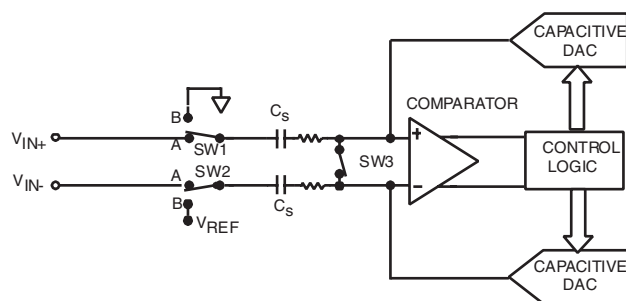 CAPACITIVE
DAC
B
C_S
COMPARATOR
V_IN+
A
SW1
+
SW3
CONTROL
LOGIC
V_IN-
A
SW2
−
B
C_S
V_REF
CAPACITIVE
DAC